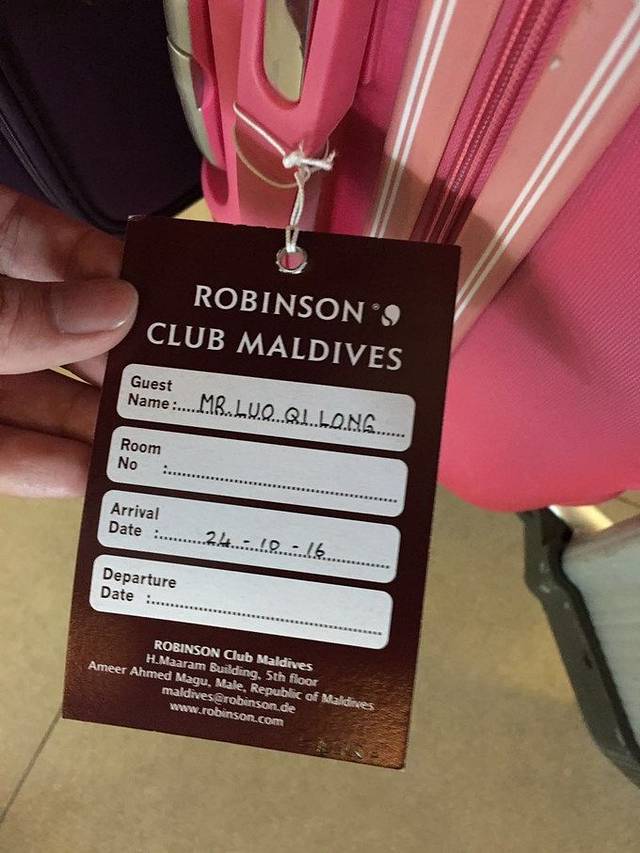 ROBINSON®
CLUB MALDIVES
Guest
Name:.....MR.LUO QI LONG......
Room
No :
Arrival
Date :........24-10-16.........
Departure
Date :
ROBINSON Club Maldives
H.Maaram Building, 5th floor
Ameer Ahmed Magu, Male, Republic of Maldives
maldives@robinson.de
www.robinson.com